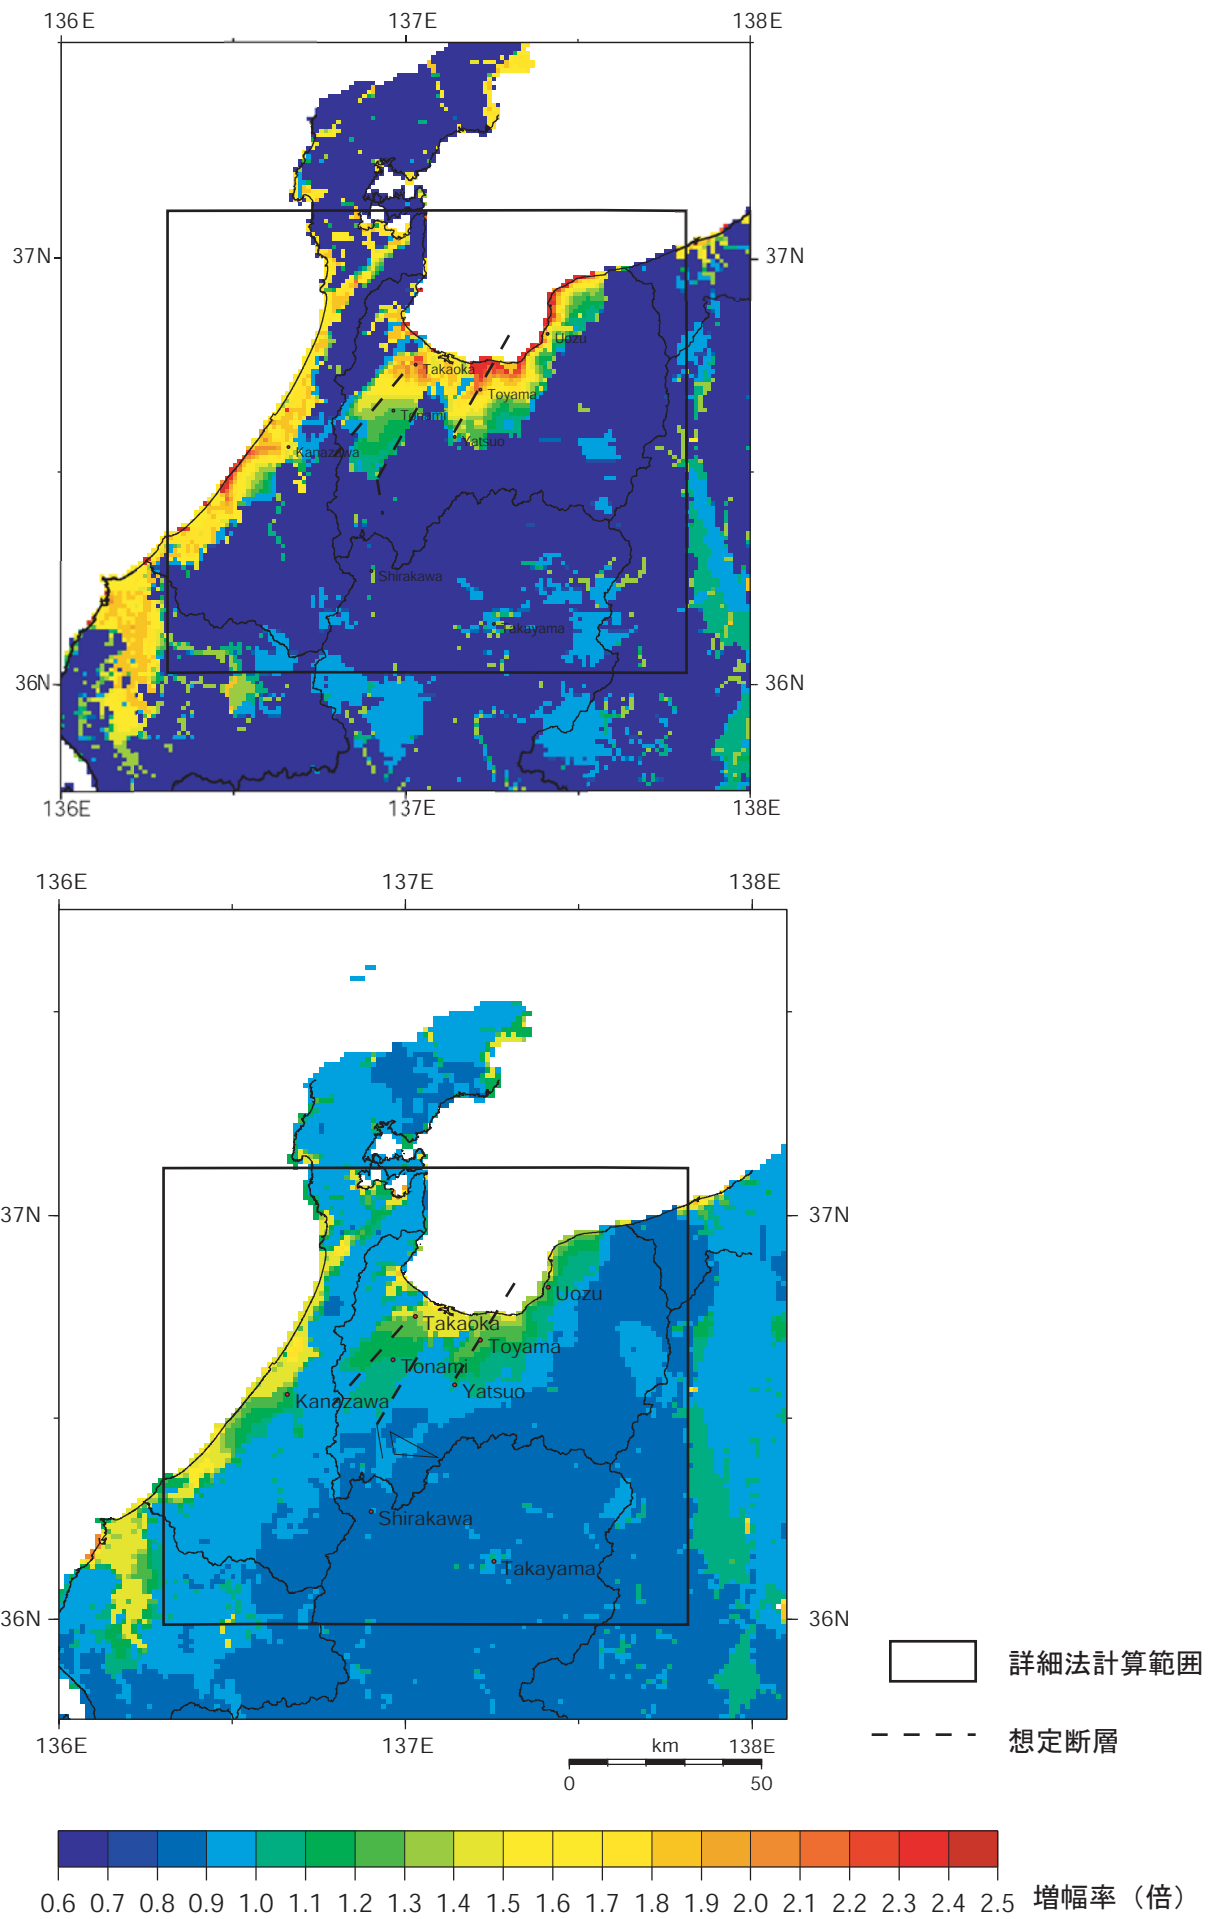 136E 137E 138E
37N 37N
Uozu
Takaoka
Toyama
Tonami
Yatsuo
Kanazawa
Shirakawa
Takayama
36N 36N
136E 137E 138E
136E 137E 138E
37N 37N
Uozu
Takaoka
Toyama
Tonami
Yatsuo
Kanazawa
Shirakawa
Takayama
36N 36N
136E 137E 138E
km
0 50
詳細法計算範囲
想定断層
0.6 0.7 0.8 0.9 1.0 1.1 1.2 1.3 1.4 1.5 1.6 1.7 1.8 1.9 2.0 2.1 2.2 2.3 2.4 2.5 増幅率（倍）